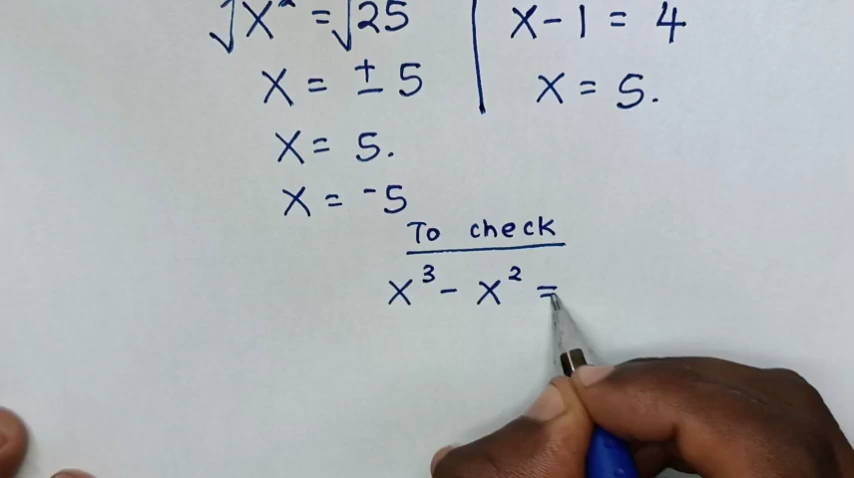 √x² = √25
x = ± 5
x = 5.
x = -5
x - 1 = 4
x = 5.
To check
x³ - x² =